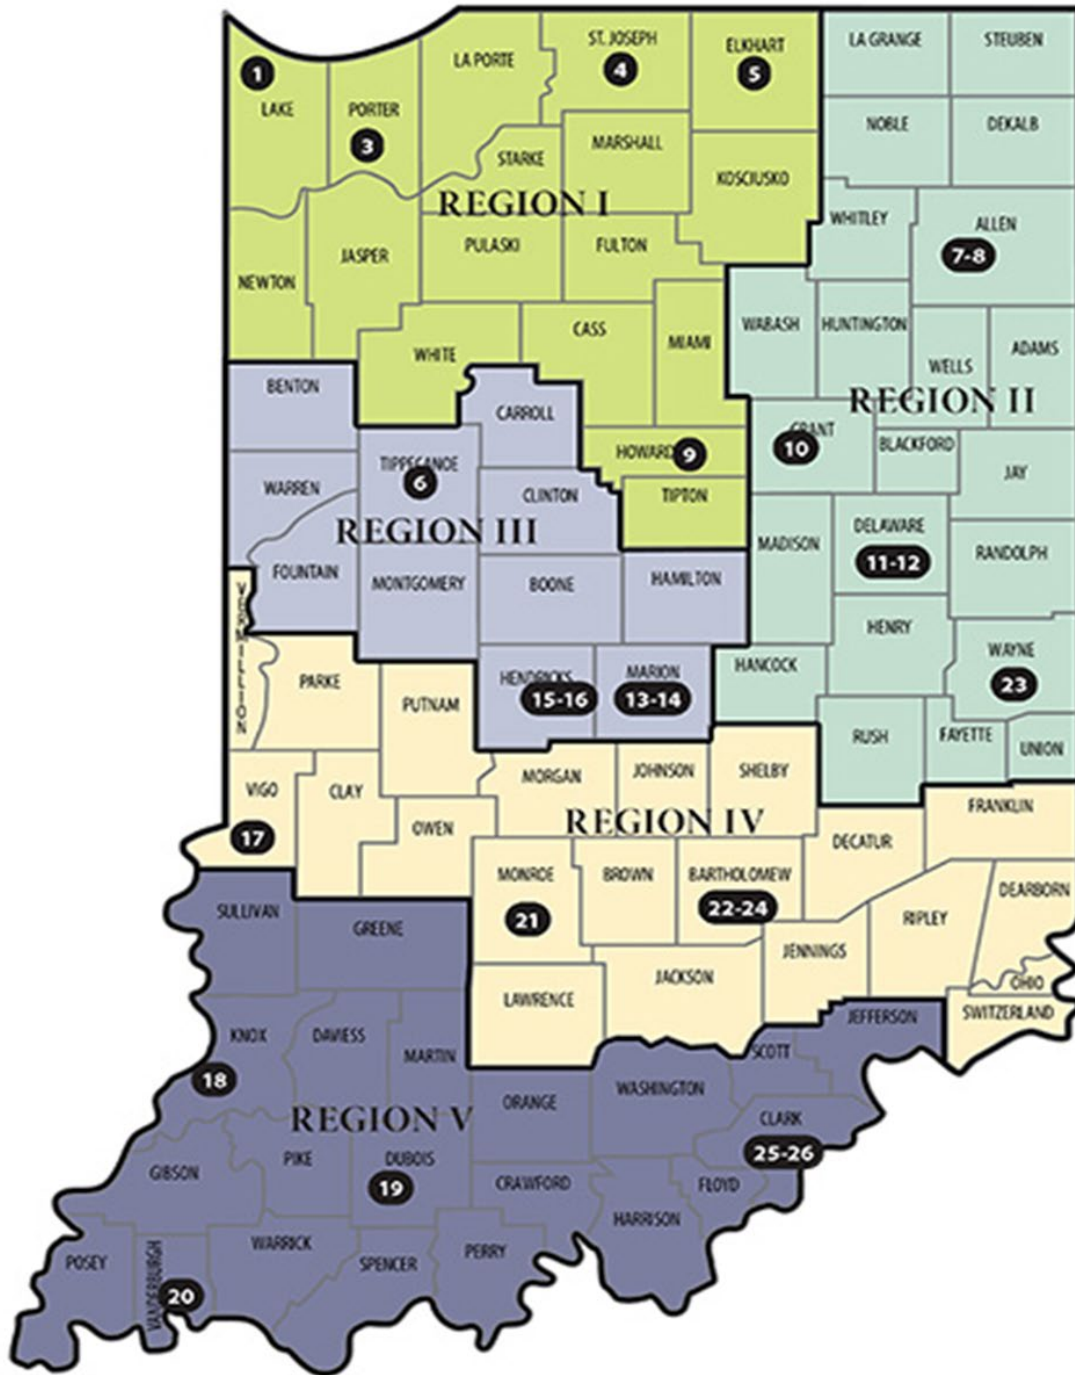 LA GRANGE
STEUBEN
ST. JOSEPH
ELKHART
LA PORTE
1
4
5
LAKE
PORTER
NOBLE
DEKALB
3
MARSHALL
STARKE
KOSCIUSKO
REGION I
WHITLEY
ALLEN
PULASKI
FULTON
JASPER
7-8
NEWTON
CASS
WABASH
HUNTINGTON
MIAMI
ADAMS
WHITE
WELLS
BENTON
REGION II
CARROLL
GRANT
BLACKFORD
10
HOWARD
9
TIPPECANOE
6
JAY
WARREN
CLINTON
TIPTON
REGION III
DELAWARE
MADISON
RANDOLPH
11-12
FOUNTAIN
MONTGOMERY
BOONE
HAMILTON
VERMILLION
HENRY
WAYNE
HANCOCK
HENDRICKS
MARION
PARKE
15-16
13-14
23
PUTNAM
RUSH
FAYETTE
UNION
MORGAN
JOHNSON
SHELBY
VIGO
CLAY
FRANKLIN
REGION IV
OWEN
17
DECATUR
MONROE
BROWN
BARTHOLOMEW
DEARBORN
22-24
SULLIVAN
21
RIPLEY
GREENE
JENNINGS
JACKSON
OHIO
LAWRENCE
SWITZERLAND
JEFFERSON
KNOX
DAVIESS
MARTIN
SCOTT
18
WASHINGTON
ORANGE
REGION V
CLARK
25-26
PIKE
DUBOIS
GIBSON
19
CRAWFORD
FLOYD
HARRISON
WARRICK
PERRY
POSEY
SPENCER
VANDERBURGH
20